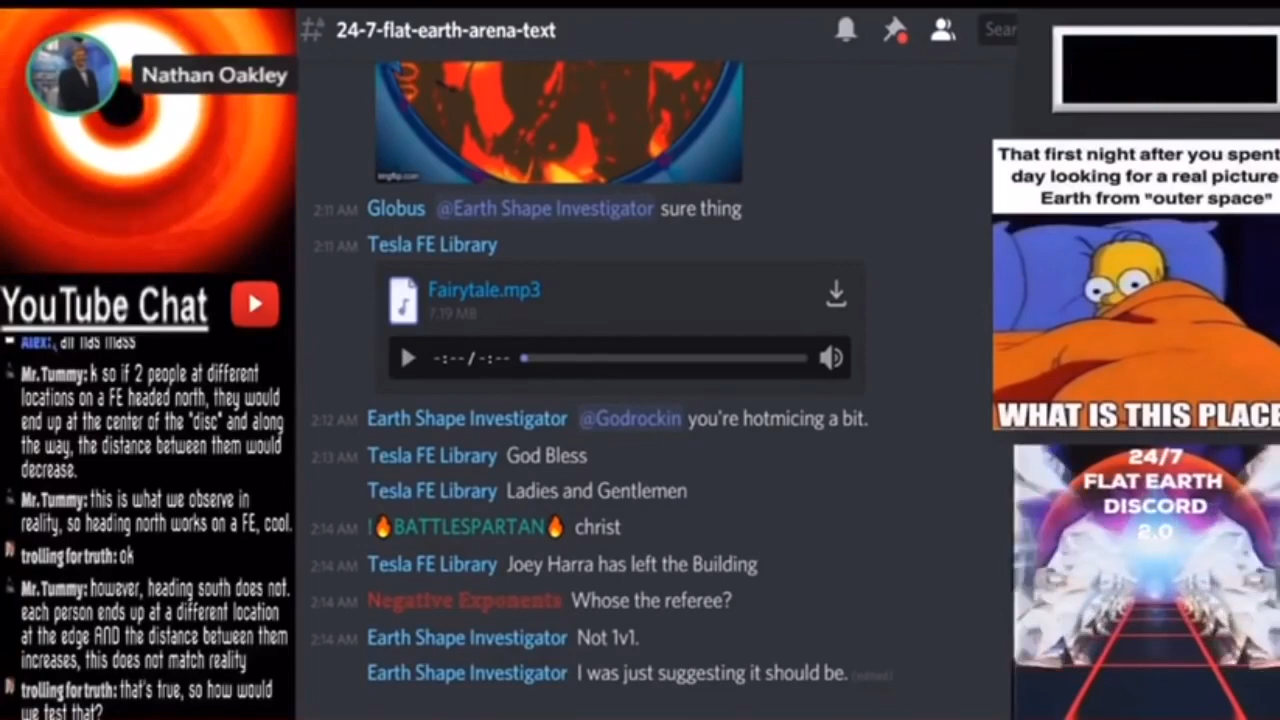 24-7-flat-earth-arena-text
Sear
Nathan Oakley
imgflip.com
2:11 AM Globus @Earth Shape Investigator sure thing
2:11 AM Tesla FE Library
Fairytale.mp3
7.19 MB
-:-- / -:--
2:12 AM Earth Shape Investigator @Godrockin you're hotmicing a bit.
2:13 AM Tesla FE Library God Bless
Tesla FE Library Ladies and Gentlemen
2:14 AM !🔥BATTLESPARTAN🔥 christ
2:14 AM Tesla FE Library Joey Harra has left the Building
2:14 AM Negative Exponents Whose the referee?
2:14 AM Earth Shape Investigator Not 1v1.
Earth Shape Investigator I was just suggesting it should be. (edited)
YouTube Chat
Alex:, air has mass
Mr.Tummy: k so if 2 people at different
locations on a FE headed north, they would
end up at the center of the "disc" and along
the way, the distance between them would
decrease.
Mr.Tummy: this is what we observe in
reality, so heading north works on a FE, cool.
trolling for truth: ok
Mr.Tummy: however, heading south does not.
each person ends up at a different location
at the edge AND the distance between them
increases, this does not match reality
trolling for truth: that's true, so how would
we test that?
That first night after you spent
day looking for a real picture
Earth from "outer space"
WHAT IS THIS PLACE
24/7
FLAT EARTH
DISCORD
2.0